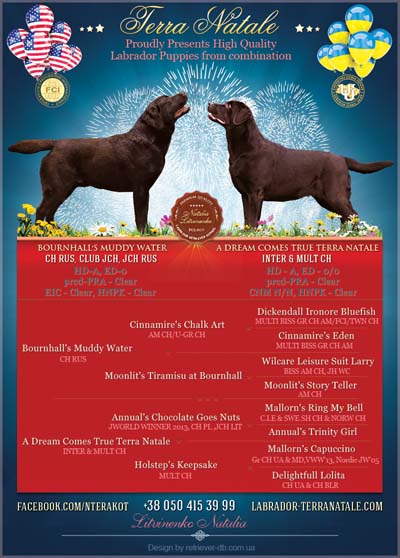 Terra Natale
Proudly Presents High Quality
Labrador Puppies from combination
FCI
PREMIUM QUALITY
Natalia
Litvinenko
BOURNHALL'S MUDDY WATER
CH RUS, CLUB JCH, JCH RUS
HD-A, ED-0
prcd-PRA - Clear
EIC - Clear, HNPK - Clear
A DREAM COMES TRUE TERRA NATALE
INTER & MULT CH
HD - A, ED - 0/0
prcd-PRA - Clear
CNM N/N, HNPK - Clear
Dickendall Ironore Bluefish
MULTI BISS GR CH AM/FCI/TWN CH
Cinnamire's Chalk Art
AM CH/U-GR CH
Cinnamire's Eden
MULTI BISS GR CH AM
Bournhall's Muddy Water
CH RUS
Wilcare Leisure Suit Larry
BISS AM CH, JH WC
Moonlit's Tiramisu at Bournhall
Moonlit's Story Teller
AM CH
Mallorn's Ring My Bell
C.I.E & SWE SH CH & NORW CH
Annual's Chocolate Goes Nuts
JWORLD WINNER 2013, CH PL ,JCH LIT
Annual's Trinity Girl
A Dream Comes True Terra Natale
INTER & MULT CH
Mallorn's Capuccino
Gr CH UA & MD,VWW'13, Nordic JW'05
Holstep's Keepsake
MULT CH
Delightfull Lolita
CH UA & CH BLR
FACEBOOK.COM/NTERAKOT
+38 050 415 39 99
LABRADOR-TERRANATALE.COM
Litvinenko Natalia
Design by retriever-db.com.ua